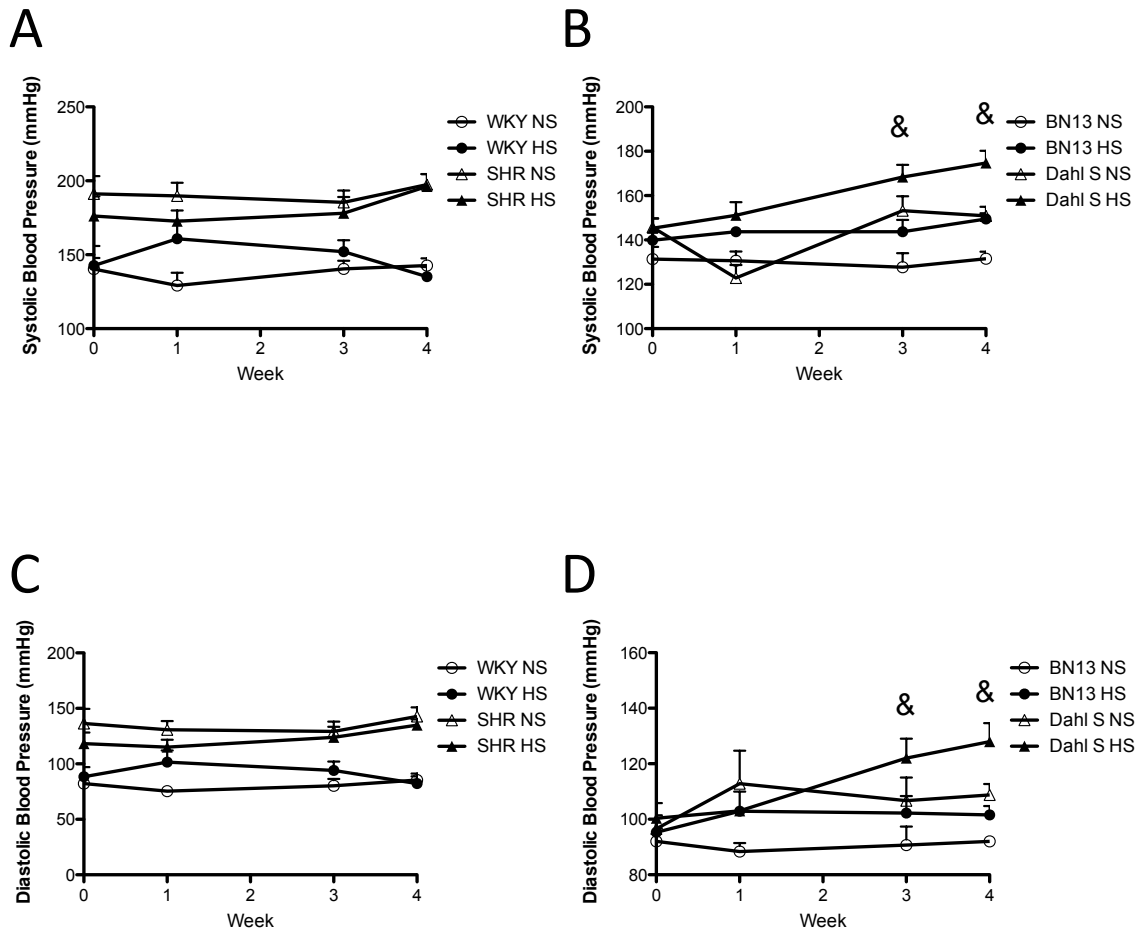 A
Systolic Blood Pressure (mmHg)
250
200
150
100
0 1 2 3 4
Week
WKY NS
WKY HS
SHR NS
SHR HS
B
Systolic Blood Pressure (mmHg)
200
180
160
140
120
100
& &
0 1 2 3 4
Week
BN13 NS
BN13 HS
Dahl S NS
Dahl S HS
C
Diastolic Blood Pressure (mmHg)
200
150
100
50
0
0 1 2 3 4
Week
WKY NS
WKY HS
SHR NS
SHR HS
D
Diastolic Blood Pressure (mmHg)
160
140
120
100
80
& &
0 1 2 3 4
Week
BN13 NS
BN13 HS
Dahl S NS
Dahl S HS